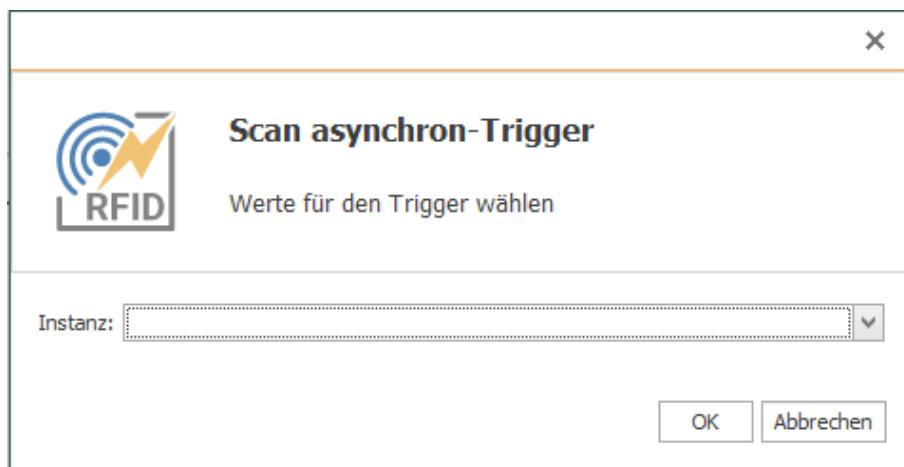 Scan asynchron-Trigger
RFID
Werte für den Trigger wählen
Instanz:
OK
Abbrechen